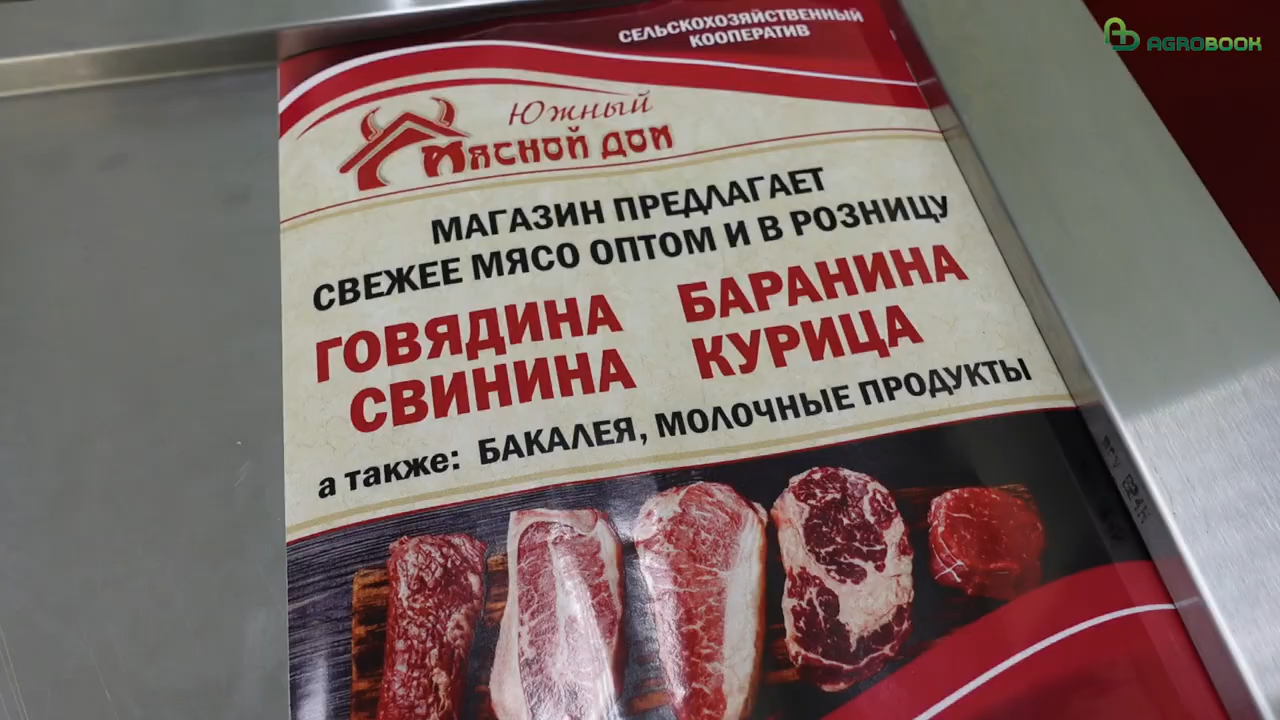 СЕЛЬСКОХОЗЯЙСТВЕННЫЙ
КООПЕРАТИВ
AGROBOOK
Южный
Мясной дом
МАГАЗИН ПРЕДЛАГАЕТ
СВЕЖЕЕ МЯСО ОПТОМ И В РОЗНИЦУ
ГОВЯДИНА БАРАНИНА
СВИНИНА КУРИЦА
а также: БАКАЛЕЯ, МОЛОЧНЫЕ ПРОДУКТЫ